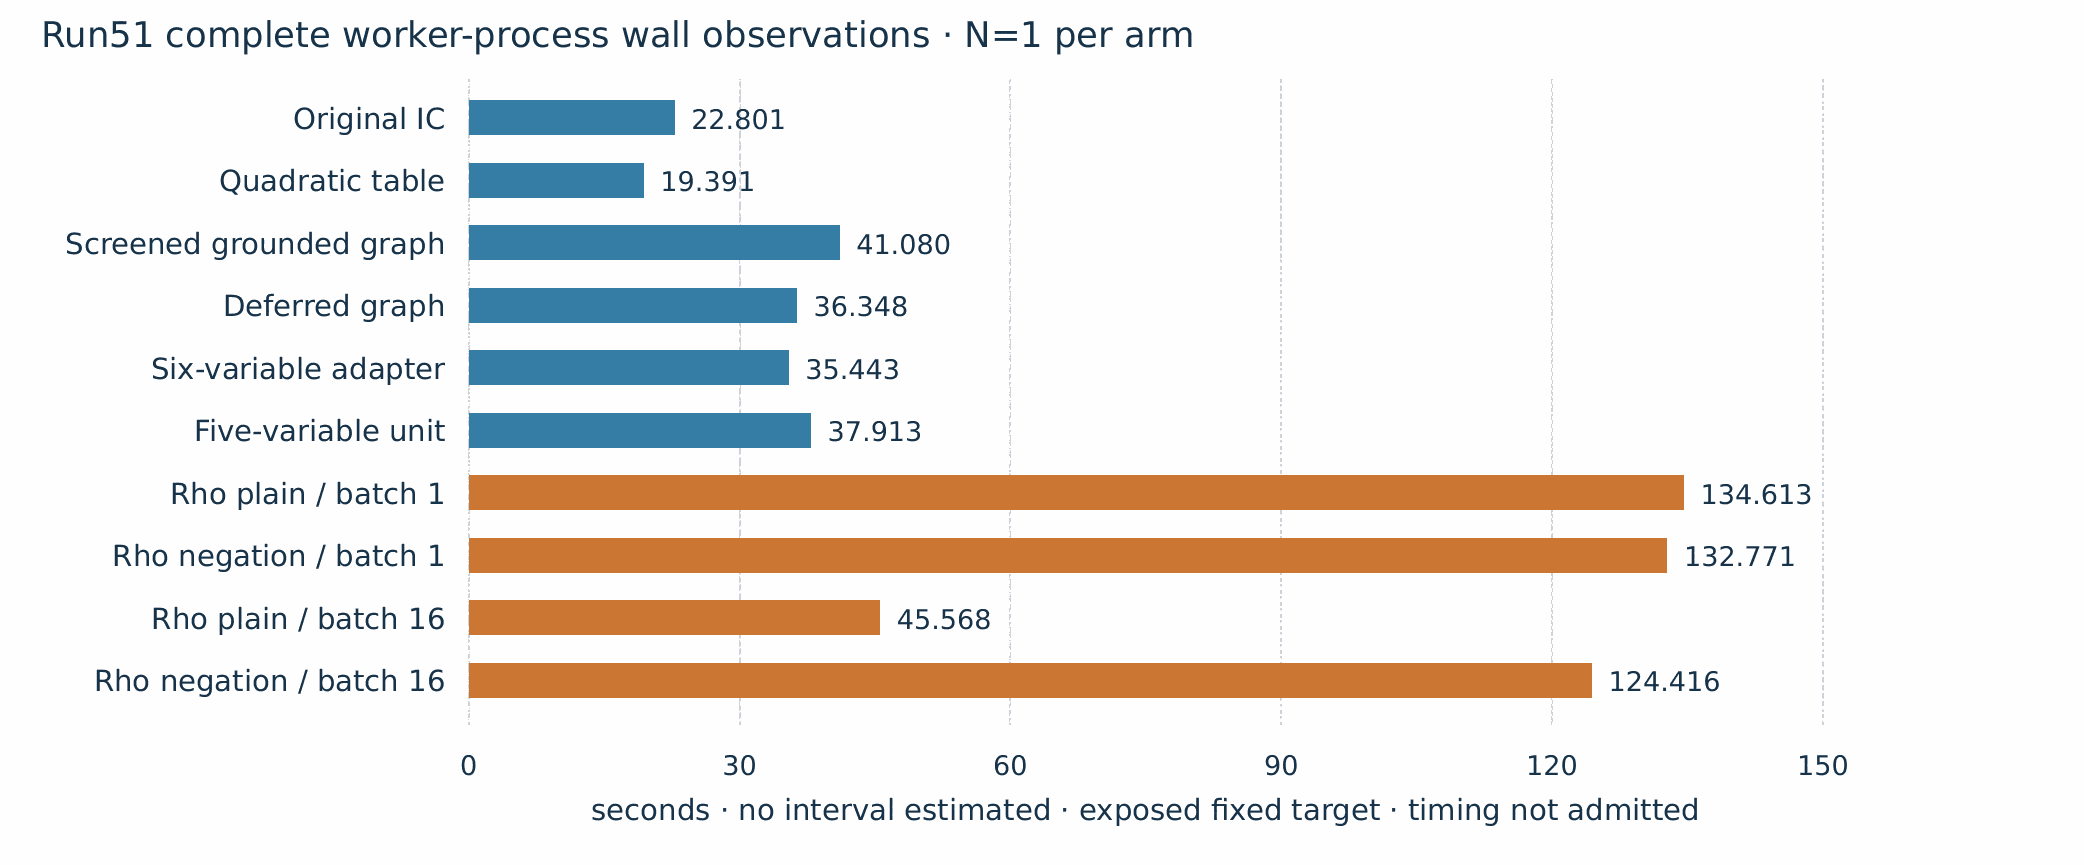 Run51 complete worker-process wall observations · N=1 per arm
Original IC 22.801
Quadratic table 19.391
Screened grounded graph 41.080
Deferred graph 36.348
Six-variable adapter 35.443
Five-variable unit 37.913
Rho plain / batch 1 134.613
Rho negation / batch 1 132.771
Rho plain / batch 16 45.568
Rho negation / batch 16 124.416
0 30 60 90 120 150
seconds · no interval estimated · exposed fixed target · timing not admitted